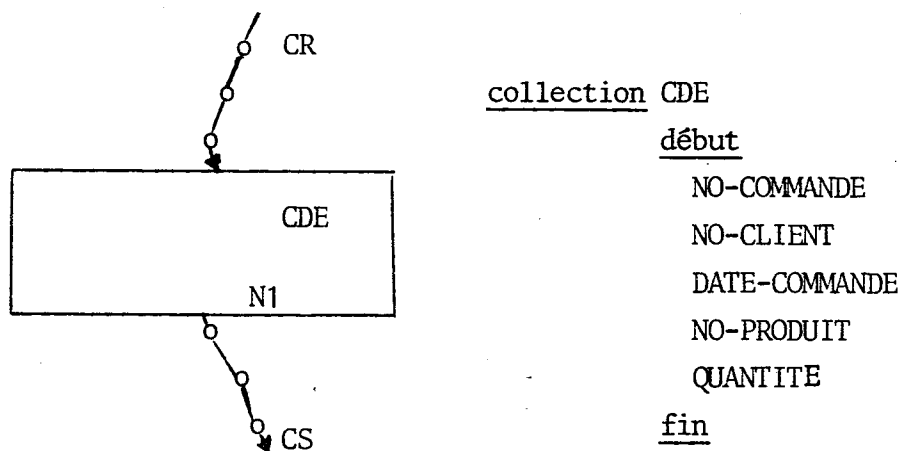 CR
collection CDE
début
NO-COMMANDE
CDE
NO-CLIENT
DATE-COMMANDE
N1
NO-PRODUIT
QUANTITE
CS
fin